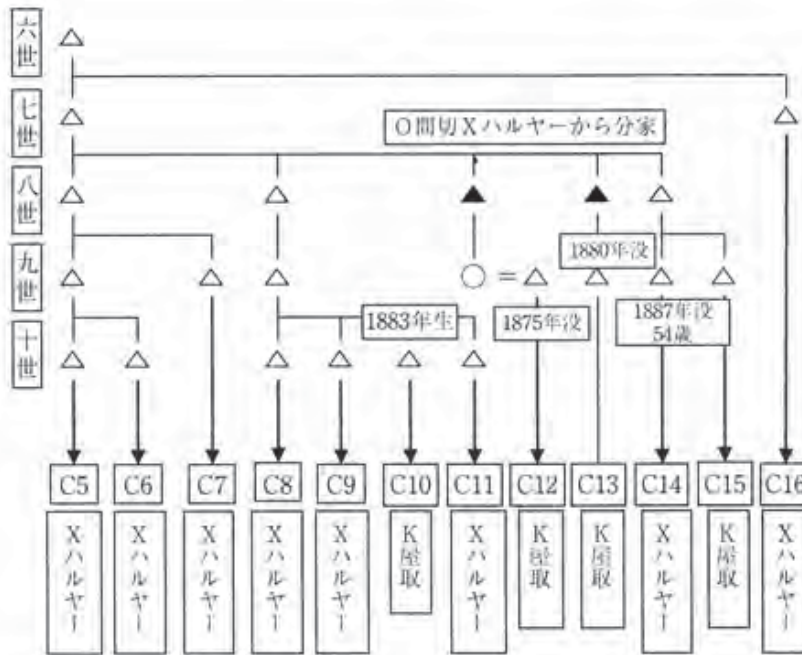 六世
七世
八世
九世
十世
O間切Xハルヤーから分家
1880年没
1883年生
1875年没
1887年没
54歳
C5
C6
C7
C8
C9
C10
C11
C12
C13
C14
C15
C16
Xハルヤー
Xハルヤー
Xハルヤー
Xハルヤー
Xハルヤー
K屋取
Xハルヤー
K屋取
K屋取
Xハルヤー
K屋取
Xハルヤー